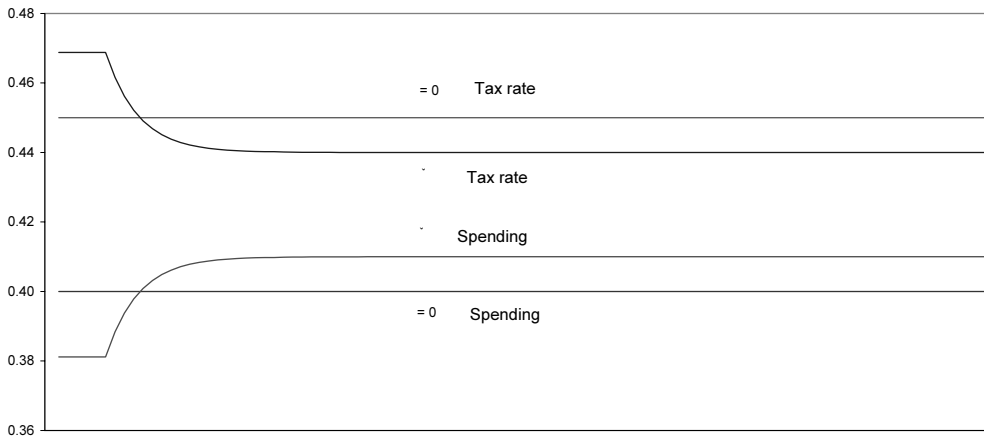 0.48
0.46
= 0 Tax rate
0.44
Tax rate
0.42
Spending
0.40
= 0 Spending
0.38
0.36